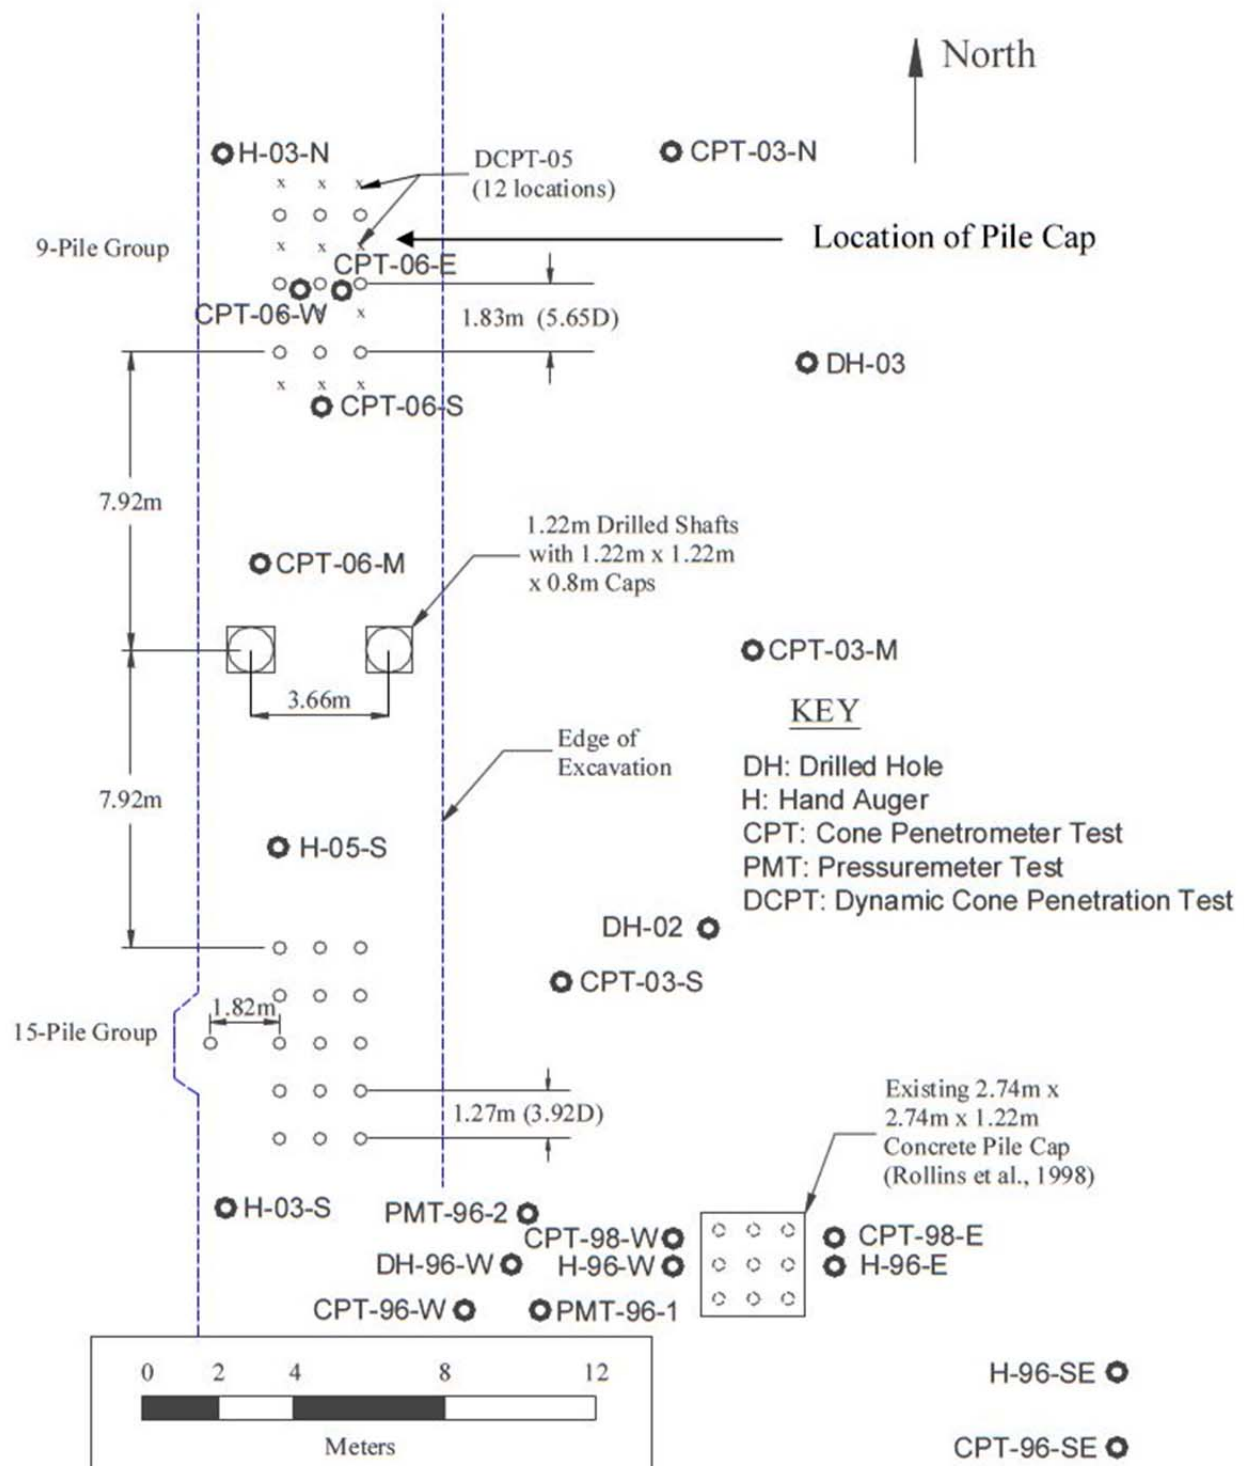 North
H-03-N
CPT-03-N
DCPT-05
(12 locations)
x x x
Location of Pile Cap
9-Pile Group
x x x
CPT-06-E
CPT-06-W
x
1.83m (5.65D)
DH-03
x x x
CPT-06-S
7.92m
1.22m Drilled Shafts
with 1.22m x 1.22m
x 0.8m Caps
CPT-06-M
CPT-03-M
3.66m
KEY
Edge of
Excavation
DH: Drilled Hole
H: Hand Auger
CPT: Cone Penetrometer Test
PMT: Pressuremeter Test
DCPT: Dynamic Cone Penetration Test
7.92m
H-05-S
DH-02
CPT-03-S
1.82m
15-Pile Group
1.27m (3.92D)
Existing 2.74m x
2.74m x 1.22m
Concrete Pile Cap
(Rollins et al., 1998)
H-03-S
PMT-96-2
CPT-98-W
CPT-98-E
DH-96-W
H-96-W
H-96-E
CPT-96-W
PMT-96-1
0 2 4 8 12
Meters
H-96-SE
CPT-96-SE